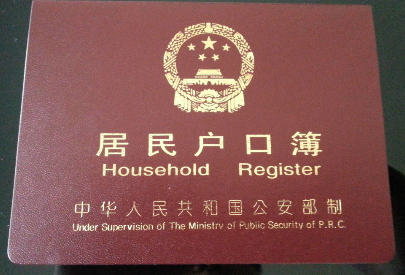 居民户口簿
Household Register
中华人民共和国公安部制
Under Supervision of The Ministry of Public Security of P.R.C.